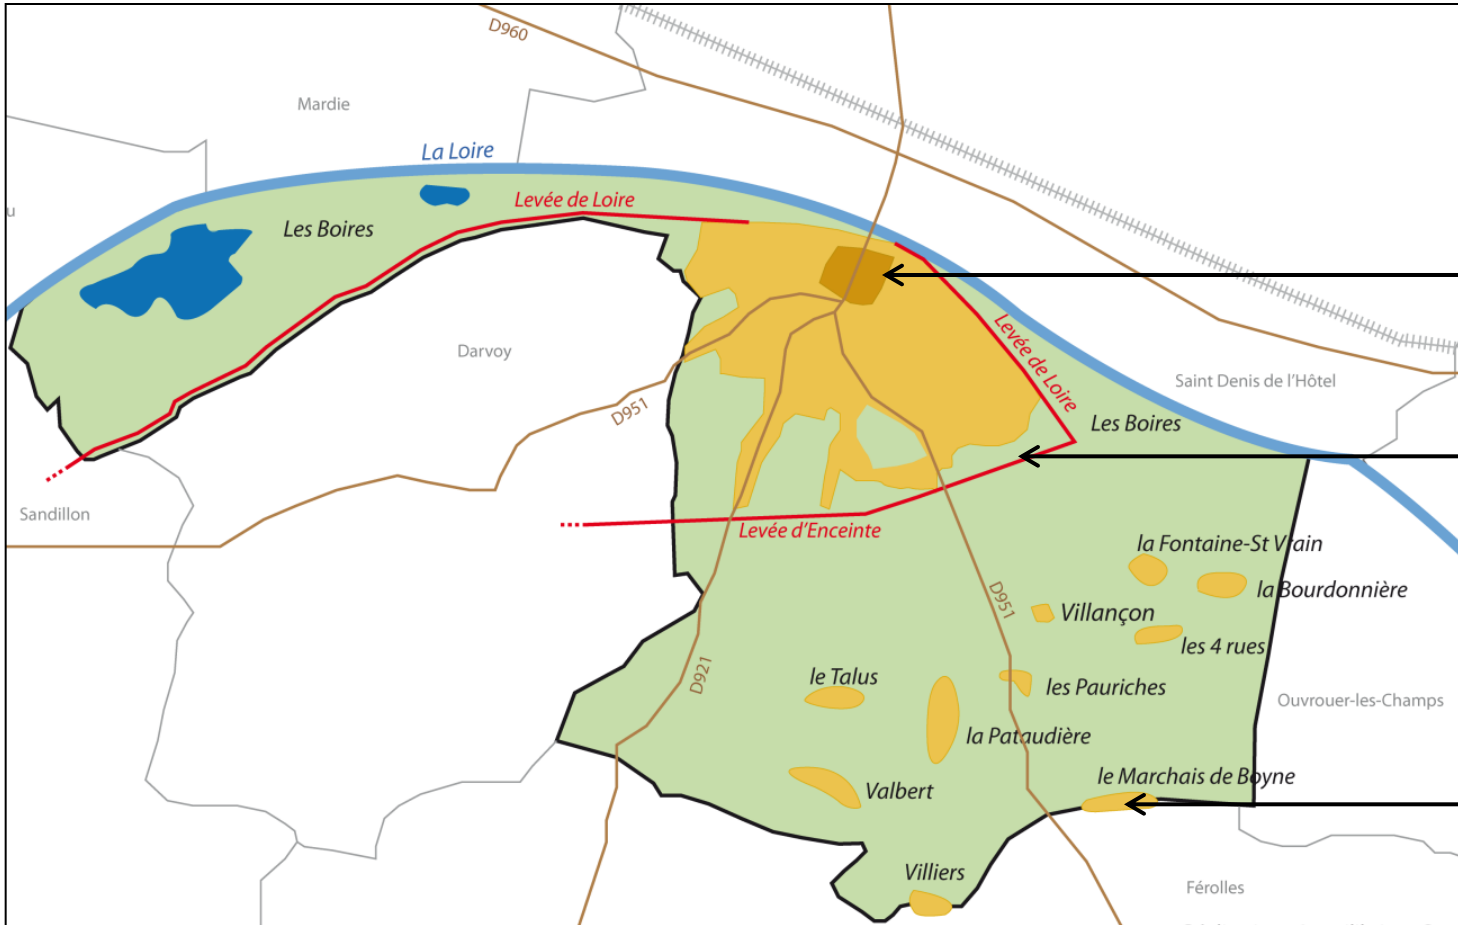 D960
Mardie
La Loire
Levée de Loire
u
Les Boires
Levée de Loire
Darvoy
Saint Denis de l'Hôtel
D951
Les Boires
Sandillon
Levée d'Enceinte
la Fontaine-St Vrain
la Bourdonnière
D951
Villançon
les 4 rues
D921
le Talus
les Pauriches
Ouvrouer-les-Champs
la Pataudière
le Marchais de Boyne
Valbert
Villiers
Férolles